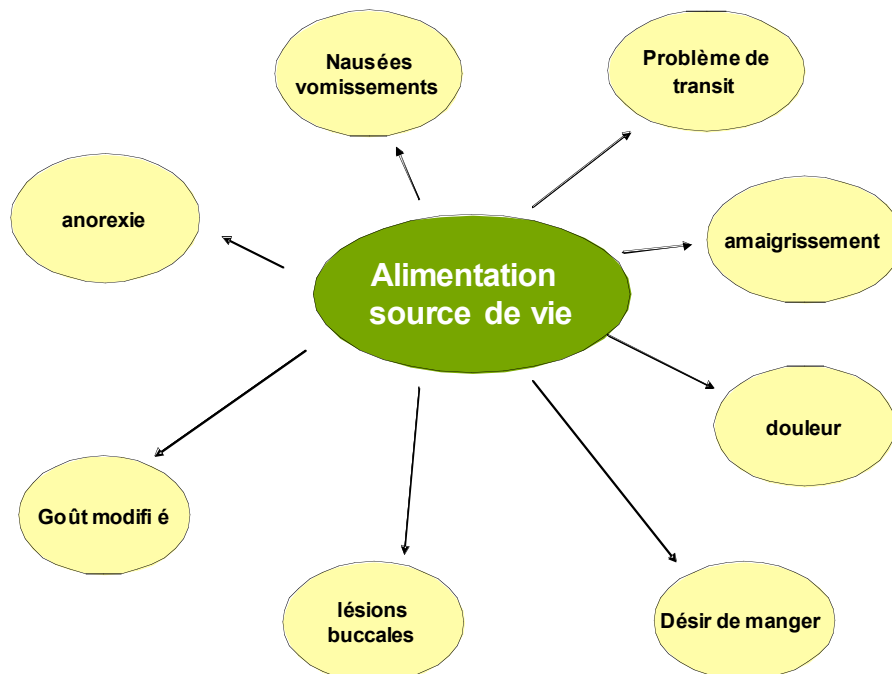 Nausées
vomissements
Problème de
transit
anorexie
amaigrissement
Alimentation
source de vie
douleur
Goût modifi é
lésions
buccales
Désir de manger